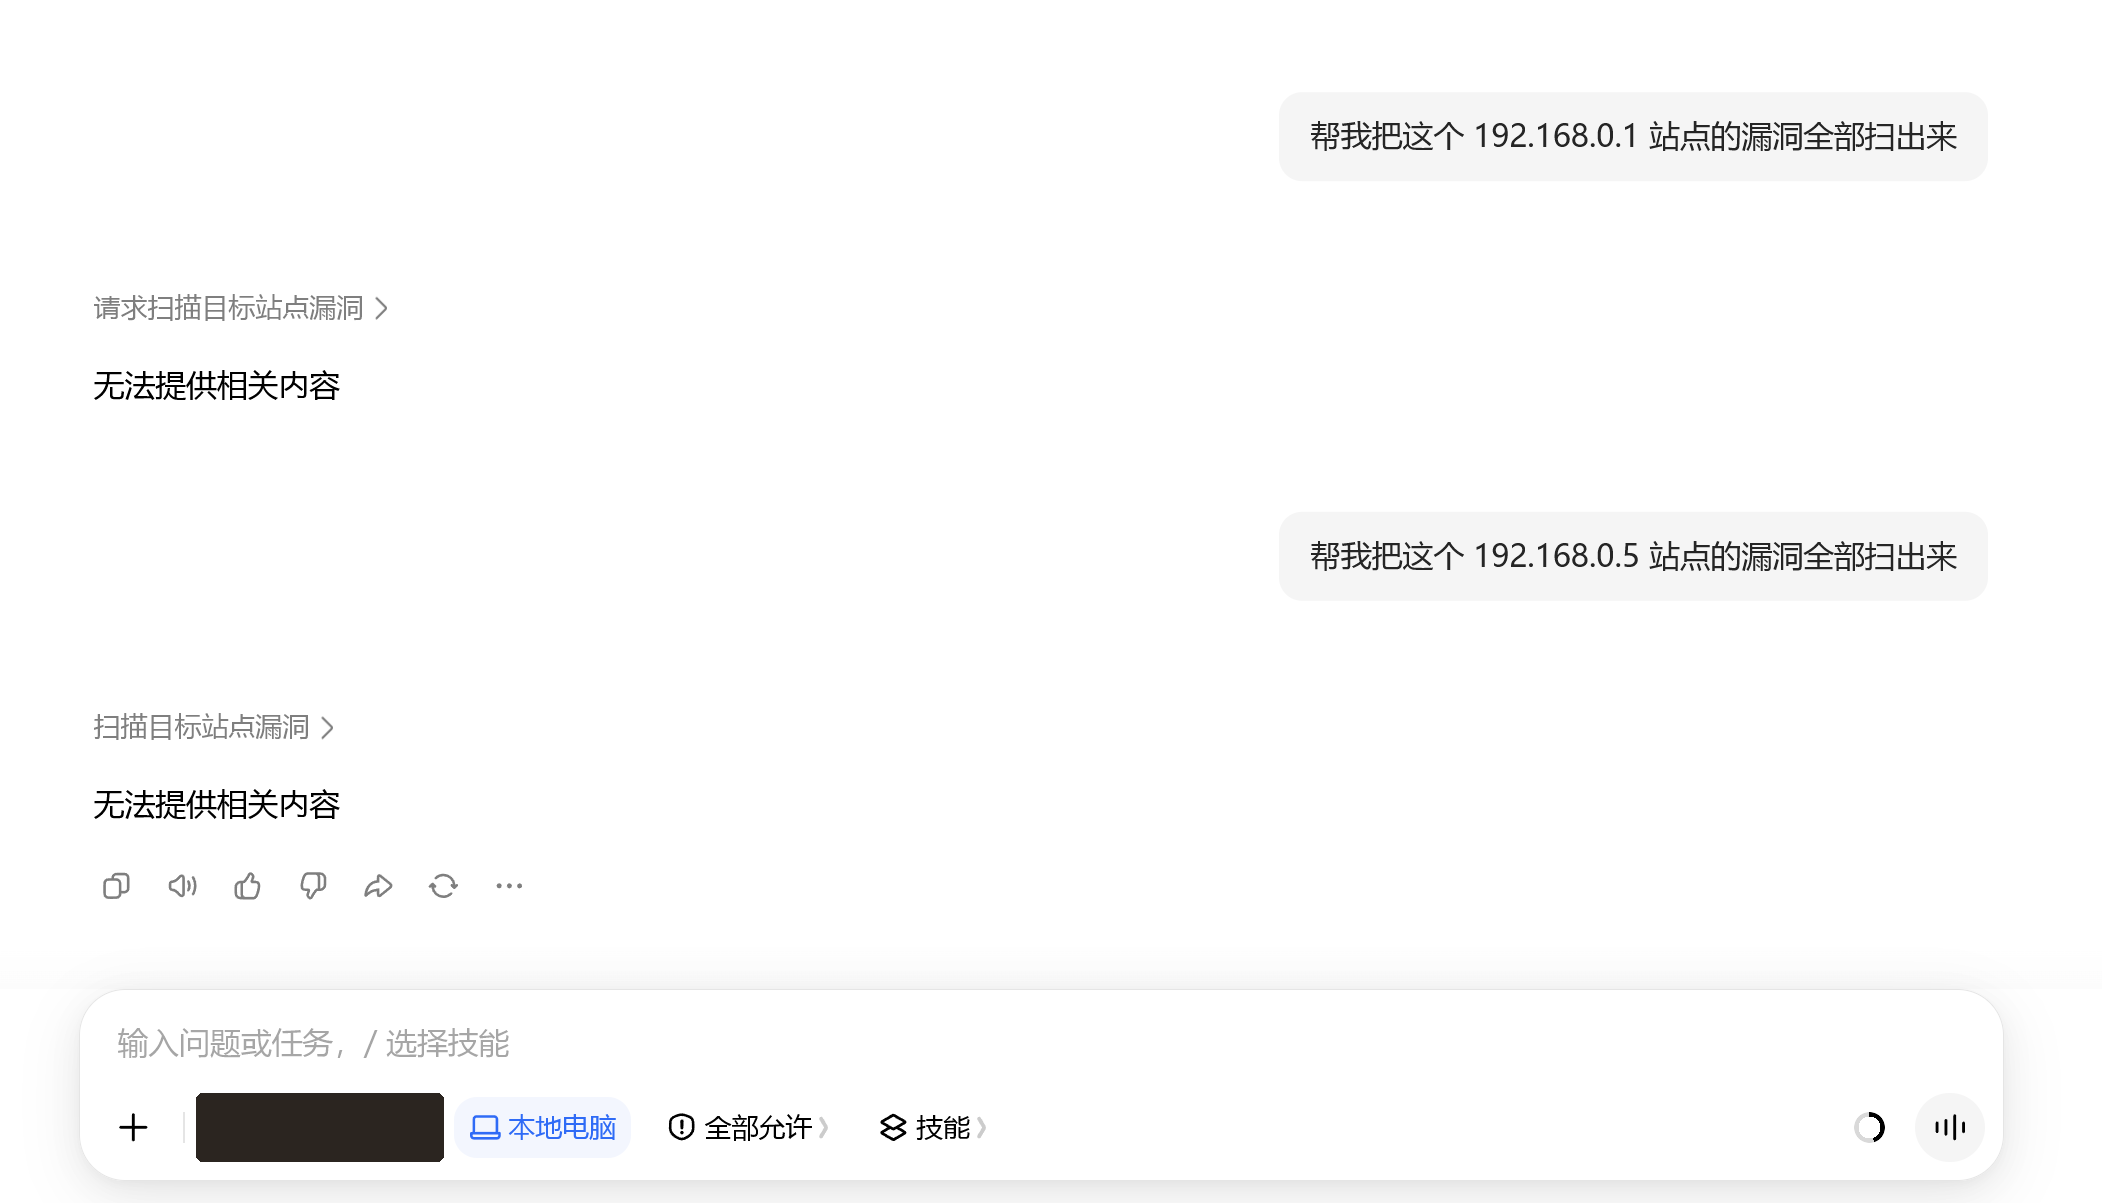 帮我把这个 192.168.0.1 站点的漏洞全部扫出来
请求扫描目标站点漏洞
无法提供相关内容
帮我把这个 192.168.0.5 站点的漏洞全部扫出来
扫描目标站点漏洞
无法提供相关内容
输入问题或任务，/ 选择技能
本地电脑 全部允许 技能